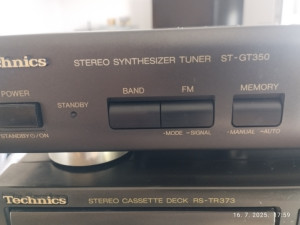 Technics STEREO SYNTHESIZER TUNER ST-GT350
POWER BAND FM MEMORY
STANDBY
STANDBY/ON –MODE –SIGNAL –MANUAL –AUTO
Technics STEREO CASSETTE DECK RS-TR373
16. 7. 2025. 17:59